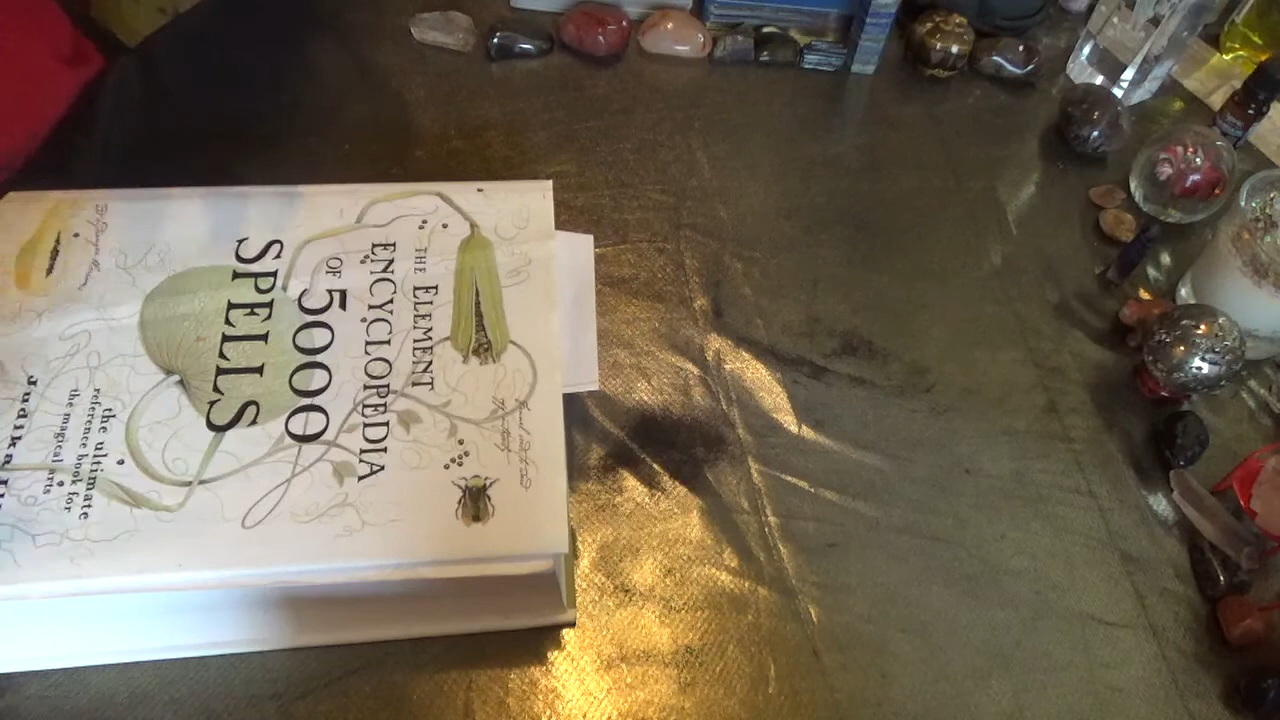 THE ELEMENT
ENCYCLOPEDIA
OF 5000
SPELLS
the ultimate
reference book for
the magical arts
Judika